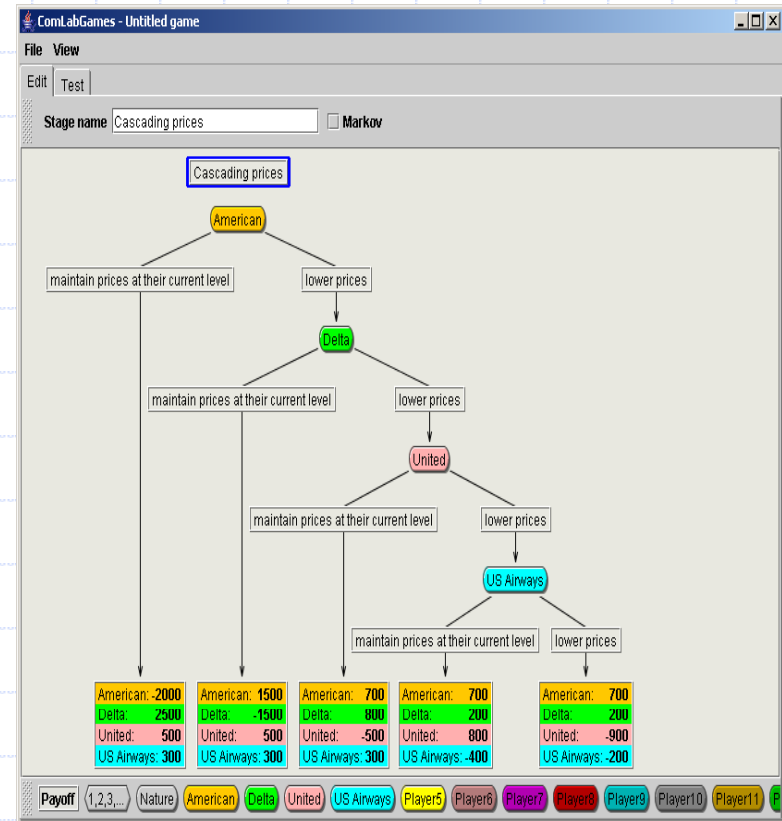 ComLabGames - Untitled game
File View
Edit Test
Stage name Cascading prices Markov
Cascading prices
American
maintain prices at their current level lower prices
Delta
maintain prices at their current level lower prices
United
maintain prices at their current level lower prices
US Airways
maintain prices at their current level lower prices
American: -2000 American: 1500 American: 700 American: 700 American: 700
Delta: 2500 Delta: -1500 Delta: 800 Delta: 200 Delta: 200
United: 500 United: 500 United: -500 United: 800 United: -900
US Airways: 300 US Airways: 300 US Airways: 300 US Airways: -400 US Airways: -200
Payoff 1,2,3,... Nature American Delta United US Airways Player5 Player6 Player7 Player8 Player9 Player10 Player11 P